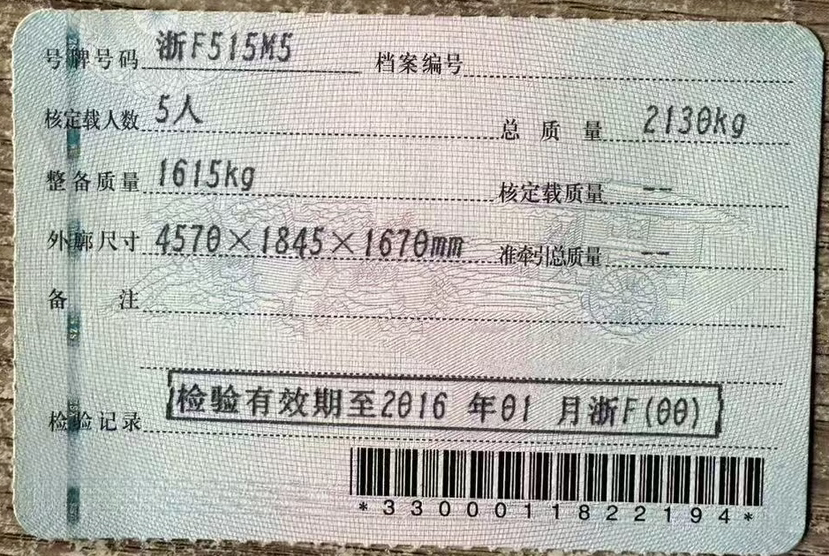 号牌号码 浙F515M5 档案编号
核定载人数 5人 总质量 2130kg
整备质量 1615kg 核定载质量 --
外廓尺寸 4570×1845×1670mm 准牵引总质量 --
备注
检验记录 检验有效期至2016 年01 月浙F(00)
*3300011822194*